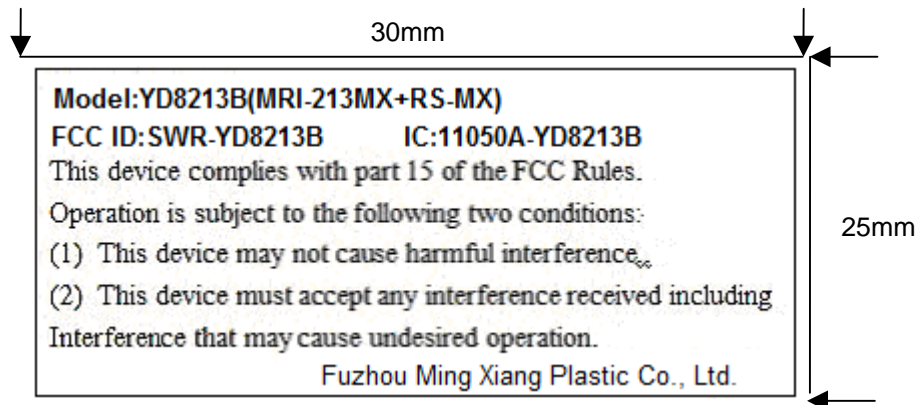 30mm
Model:YD8213B(MRI-213MX+RS-MX)
FCC ID:SWR-YD8213B IC:11050A-YD8213B
This device complies with part 15 of the FCC Rules.
Operation is subject to the following two conditions:
25mm
(1) This device may not cause harmful interference
(2) This device must accept any interference received including
Interference that may cause undesired operation.
Fuzhou Ming Xiang Plastic Co., Ltd.